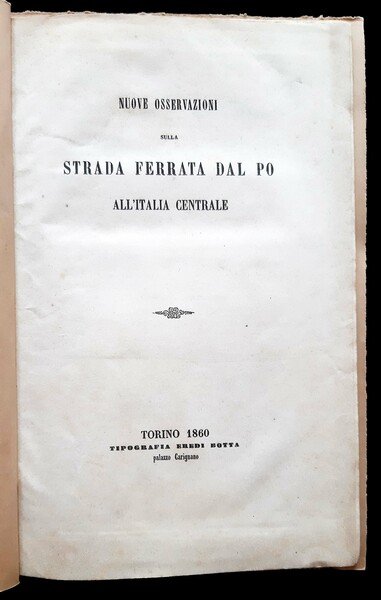 NUOVE OSSERVAZIONI
SULLA
STRADA FERRATA DAL PO
ALL'ITALIA CENTRALE
TORINO 1860
TIPOGRAFIA EREDI BOTTA
palazzo Carignano